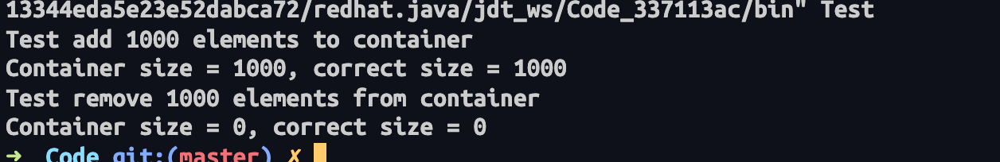 13344eda5e23e52dabca72/redhat.java/jdt_ws/Code_337113ac/bin" Test
Test add 1000 elements to container
Container size = 1000, correct size = 1000
Test remove 1000 elements from container
Container size = 0, correct size = 0
➜  Code git:(master) ✗